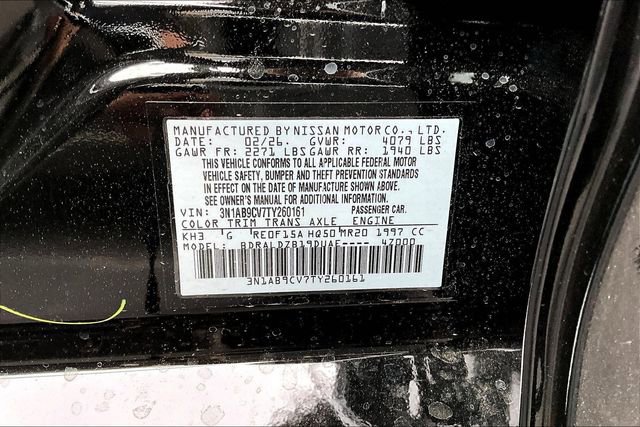 MANUFACTURED BY NISSAN MOTOR CO., LTD.
DATE: 02/26. GVWR: 4079 LBS
GAWR FR: 2271 LBS GAWR RR: 1940 LBS
THIS VEHICLE CONFORMS TO ALL APPLICABLE FEDERAL MOTOR
VEHICLE SAFETY, BUMPER AND THEFT PREVENTION STANDARDS
IN EFFECT ON THE DATE OF MANUFACTURE SHOWN ABOVE.
SEE OWNER'S MANUAL FOR ADDITIONAL INFORMATION.
VIN: 3N1AB9CV7TY260161 PASSENGER CAR.
COLOR TRIM TRANS AXLE ENGINE
KH3 G RE0F15A HQ50 MR20 1997 CC
MODEL: BDRALDZB19DUAE---- 47000
3N1AB9CV7TY260161